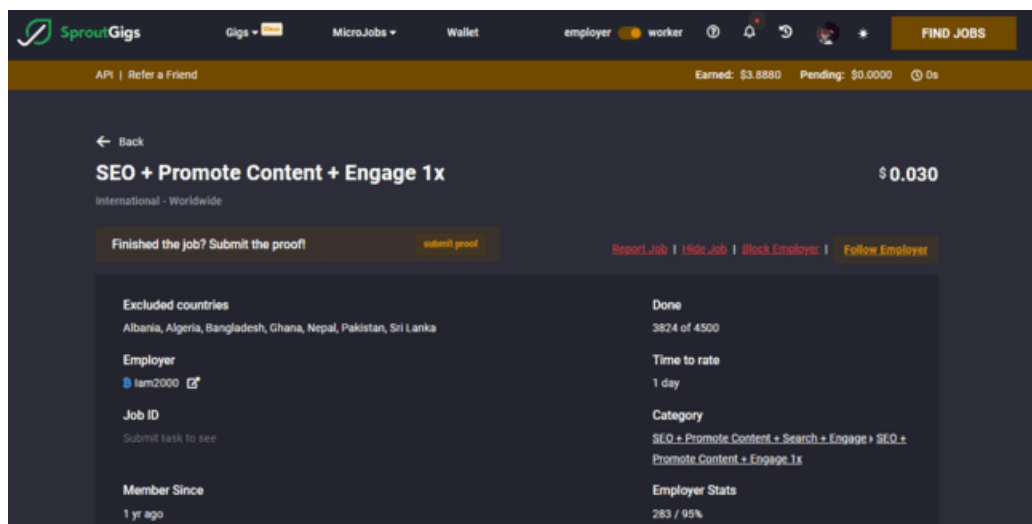 SproutGigs Gigs MicroJobs Wallet employer worker FIND JOBS
API | Refer a Friend Earned: $3.8880 Pending: $0.0000 0s
Back
SEO + Promote Content + Engage 1x $0.030
International - Worldwide
Finished the job? Submit the proof! submit proof
Report Job | Hide Job | Block Employer | Follow Employer
Excluded countries
Albania, Algeria, Bangladesh, Ghana, Nepal, Pakistan, Sri Lanka
Done
3824 of 4500
Employer
lam2000
Time to rate
1 day
Job ID
Submit task to see
Category
SEO + Promote Content + Search + Engage › SEO +
Promote Content + Engage 1x
Member Since
1 yr ago
Employer Stats
283 / 95%